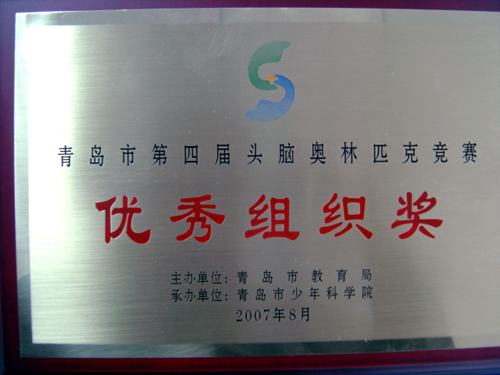 青岛市第四届头脑奥林匹克竞赛
优秀组织奖
主办单位：青岛市教育局
承办单位：青岛市少年科学院
2007年8月